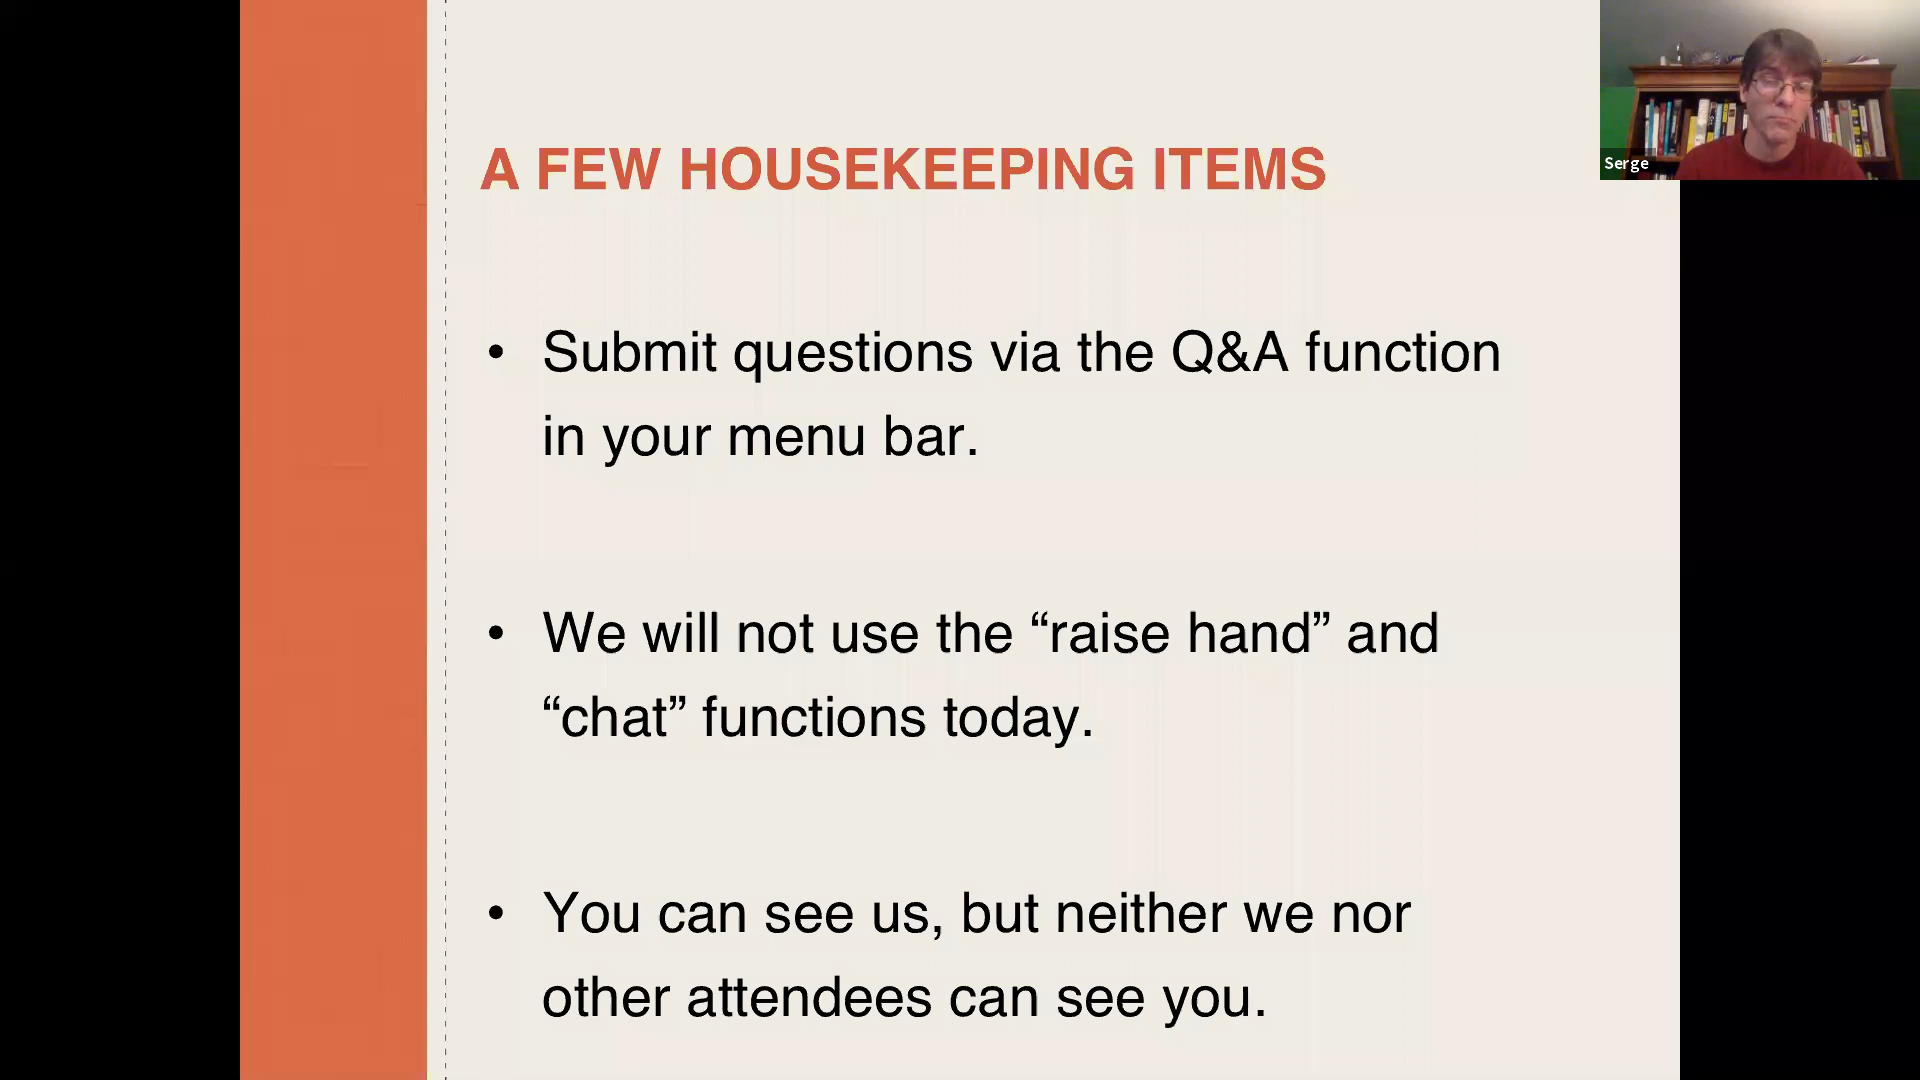 A FEW HOUSEKEEPING ITEMS
Serge
• Submit questions via the Q&A function
in your menu bar.
• We will not use the “raise hand” and
“chat” functions today.
• You can see us, but neither we nor
other attendees can see you.